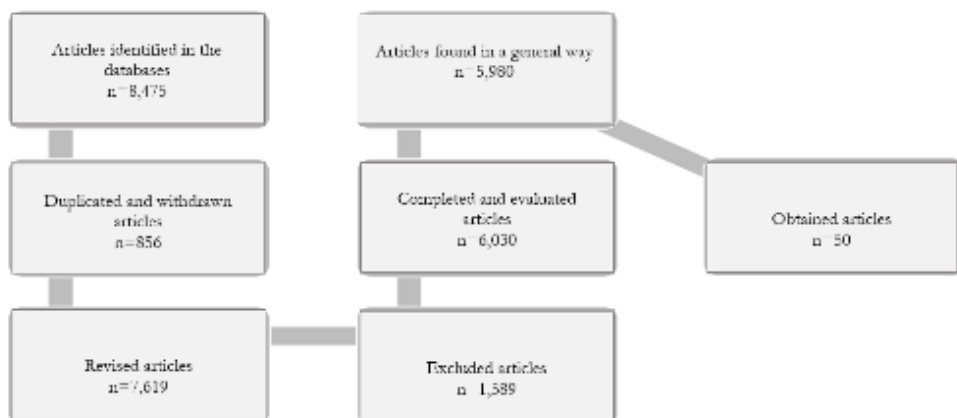 Articles identified in the
databases
n=8,475
Duplicated and withdrawn
articles
n=856
Revised articles
n=7,619
Excluded articles
n=1,589
Completed and evaluated
articles
n=6,030
Articles found in a general way
n=5,980
Obtained articles
n=50